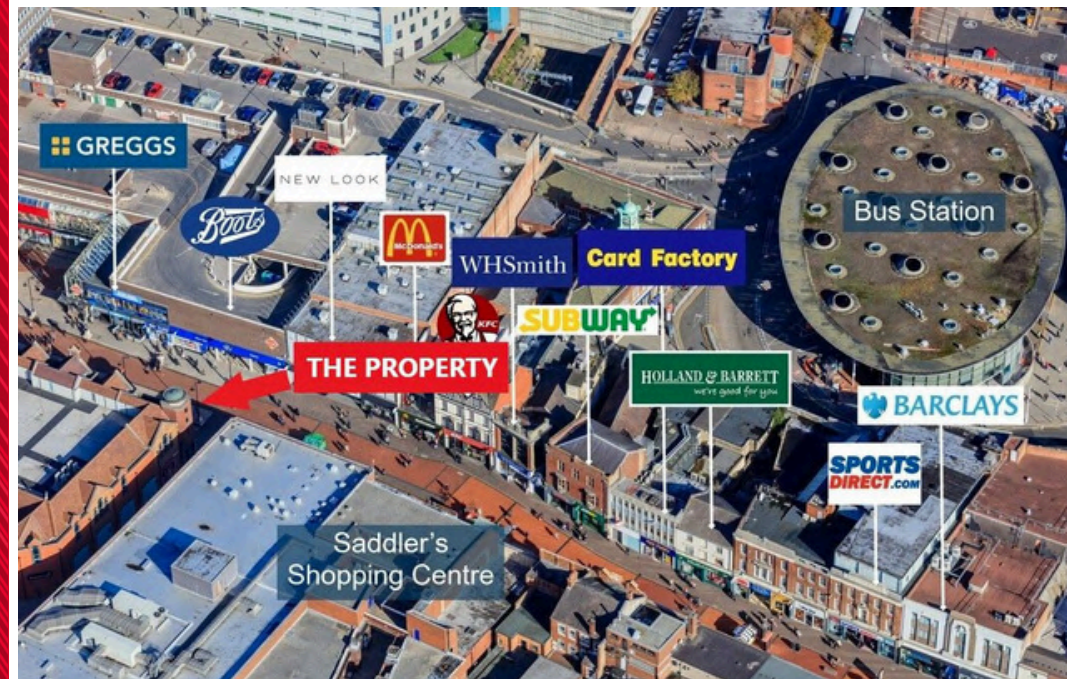 GREGGS
NEW LOOK
Boots
McDonald's
WHSmith
Card Factory
Bus Station
KFC
SUBWAY
THE PROPERTY
HOLLAND & BARRETT
we're good for you
BARCLAYS
SPORTS
DIRECT.COM
Saddler's
Shopping Centre